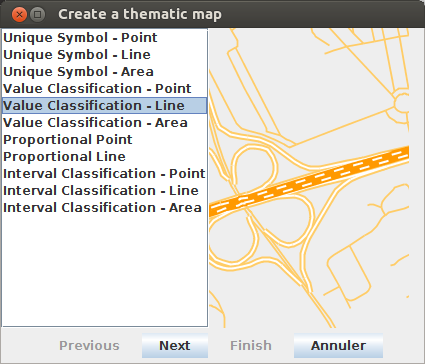 Create a thematic map
Unique Symbol - Point
Unique Symbol - Line
Unique Symbol - Area
Value Classification - Point
Value Classification - Line
Value Classification - Area
Proportional Point
Proportional Line
Interval Classification - Point
Interval Classification - Line
Interval Classification - Area
Previous Next Finish Annuler